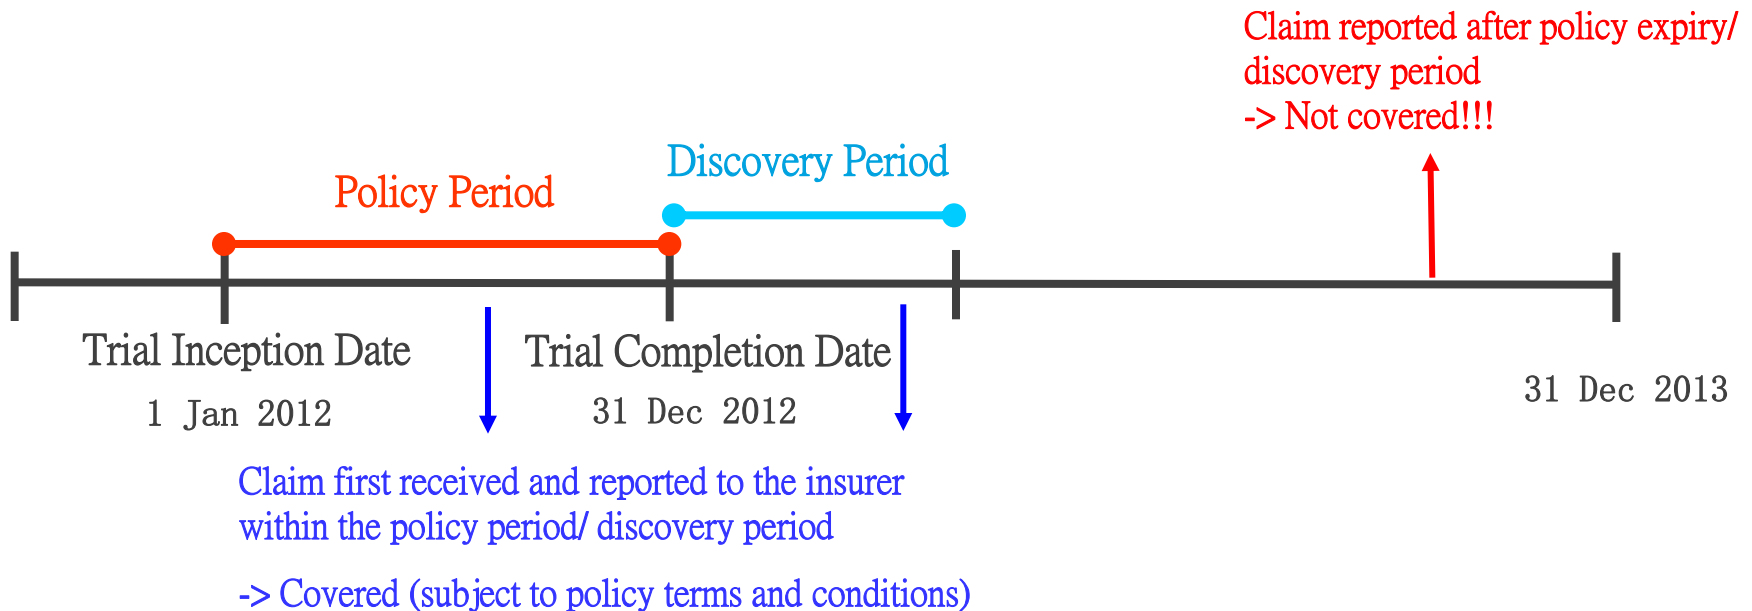 Claim reported after policy expiry/
discovery period
-> Not covered!!!
Discovery Period
Policy Period
Trial Inception Date
Trial Completion Date
1 Jan 2012
31 Dec 2012
31 Dec 2013
Claim first received and reported to the insurer
within the policy period/ discovery period
-> Covered (subject to policy terms and conditions)